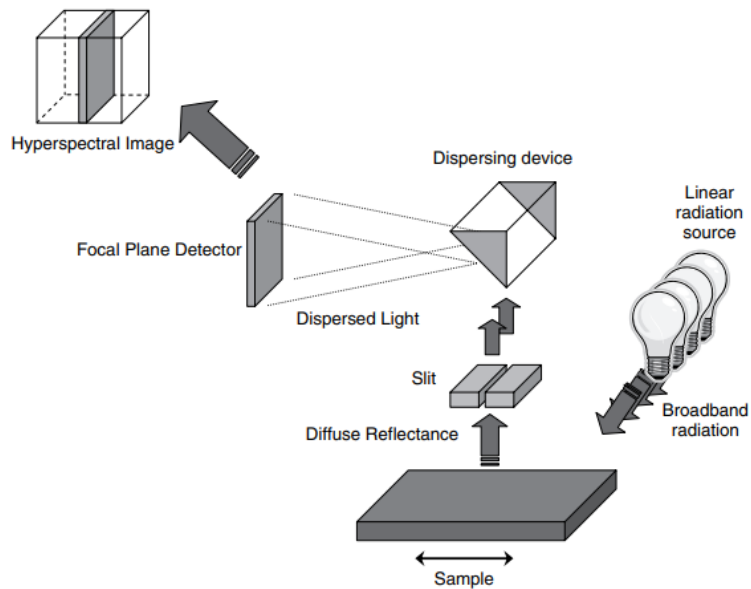 Hyperspectral Image
Dispersing device
Linear
radiation
source
Focal Plane Detector
Dispersed Light
Slit
Broadband
radiation
Diffuse Reflectance
Sample